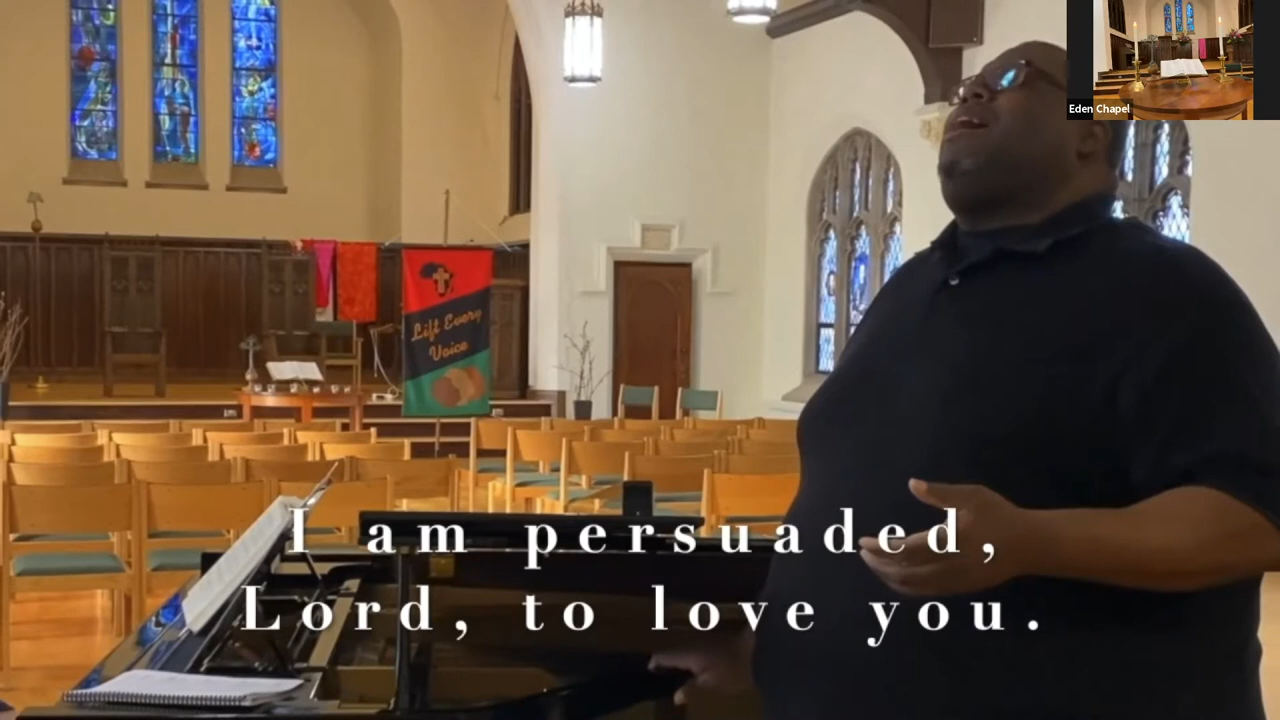 Eden Chapel
Lift Every
Voice
I am persuaded,
Lord, to love you.